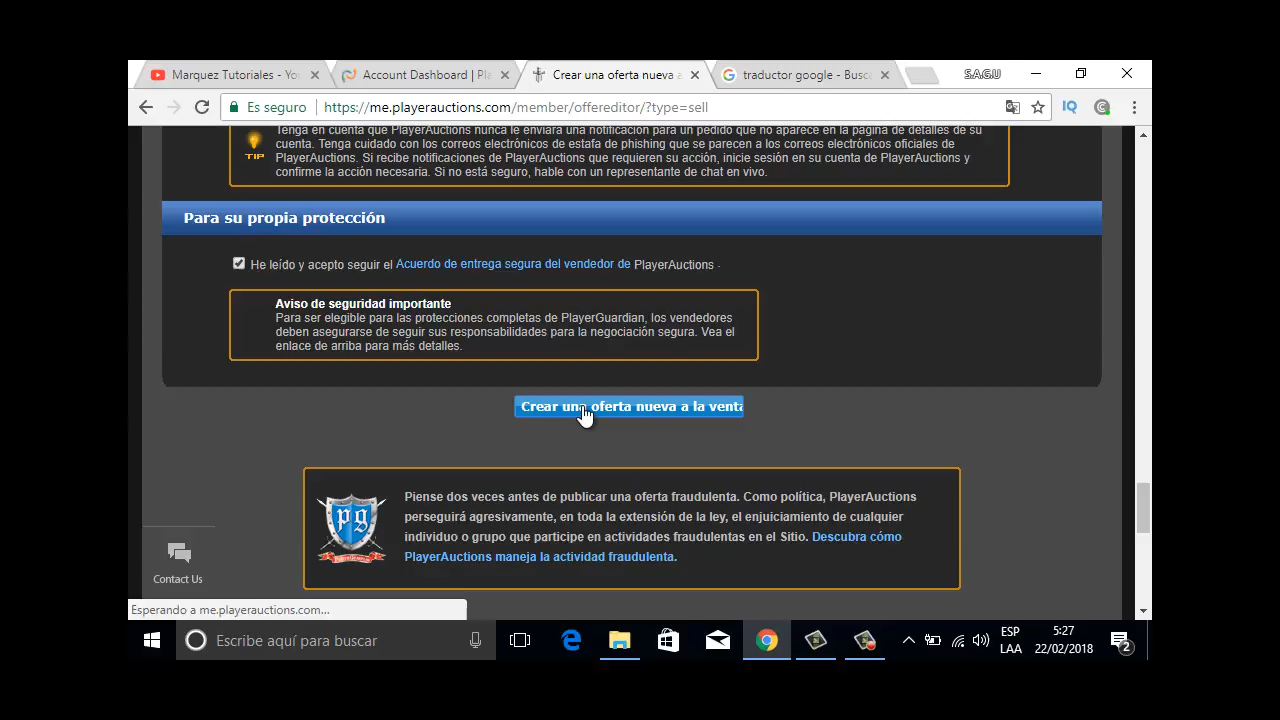 Marquez Tutoriales - Yo
Account Dashboard | Pla
Crear una oferta nueva a
traductor google - Busca
S.A.G.U
Es seguro
https://me.playerauctions.com/member/offereditor/?type=sell
IQ
Tenga en cuenta que PlayerAuctions nunca le enviará una notificación para un pedido que no aparece en la página de detalles de su
cuenta. Tenga cuidado con los correos electrónicos de estafa de phishing que se parecen a los correos electrónicos oficiales de
PlayerAuctions. Si recibe notificaciones de PlayerAuctions que requieren su acción, inicie sesión en su cuenta de PlayerAuctions y
confirme la acción necesaria. Si no está seguro, hable con un representante de chat en vivo.
TIP
Para su propia protección
He leído y acepto seguir el Acuerdo de entrega segura del vendedor de PlayerAuctions .
Aviso de seguridad importante
Para ser elegible para las protecciones completas de PlayerGuardian, los vendedores
deben asegurarse de seguir sus responsabilidades para la negociación segura. Vea el
enlace de arriba para más detalles.
Crear una oferta nueva a la venta
Piense dos veces antes de publicar una oferta fraudulenta. Como política, PlayerAuctions
perseguirá agresivamente, en toda la extensión de la ley, el enjuiciamiento de cualquier
individuo o grupo que participe en actividades fraudulentas en el Sitio. Descubra cómo
PlayerAuctions maneja la actividad fraudulenta.
pg
Contact Us
Esperando a me.playerauctions.com...
Escribe aquí para buscar
ESP
LAA
5:27
22/02/2018
2